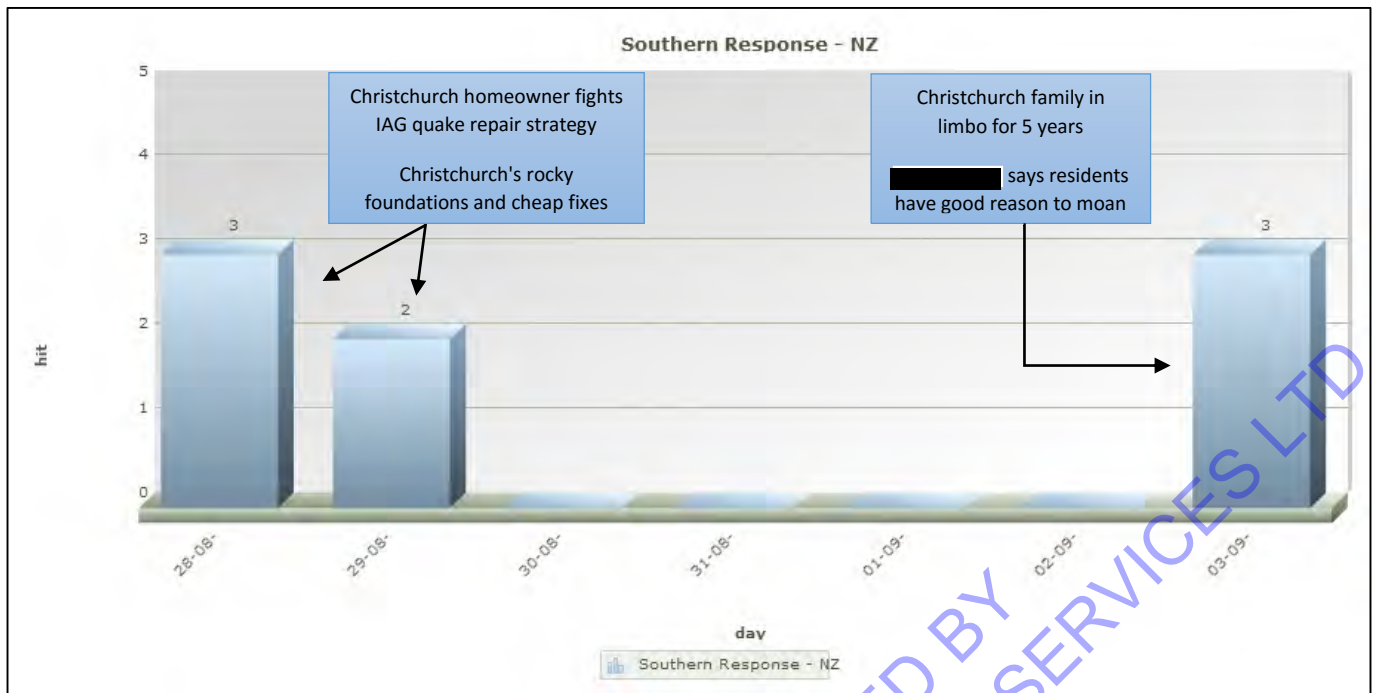 Southern Response - NZ
5
4
3
2
1
0
hit
Christchurch homeowner fights
IAG quake repair strategy
Christchurch's rocky
foundations and cheap fixes
Christchurch family in
limbo for 5 years
says residents
have good reason to moan
3
2
3
28-08-
29-08-
30-08-
31-08-
01-09-
02-09-
03-09-
day
Southern Response - NZ
BY
SERVICES LTD